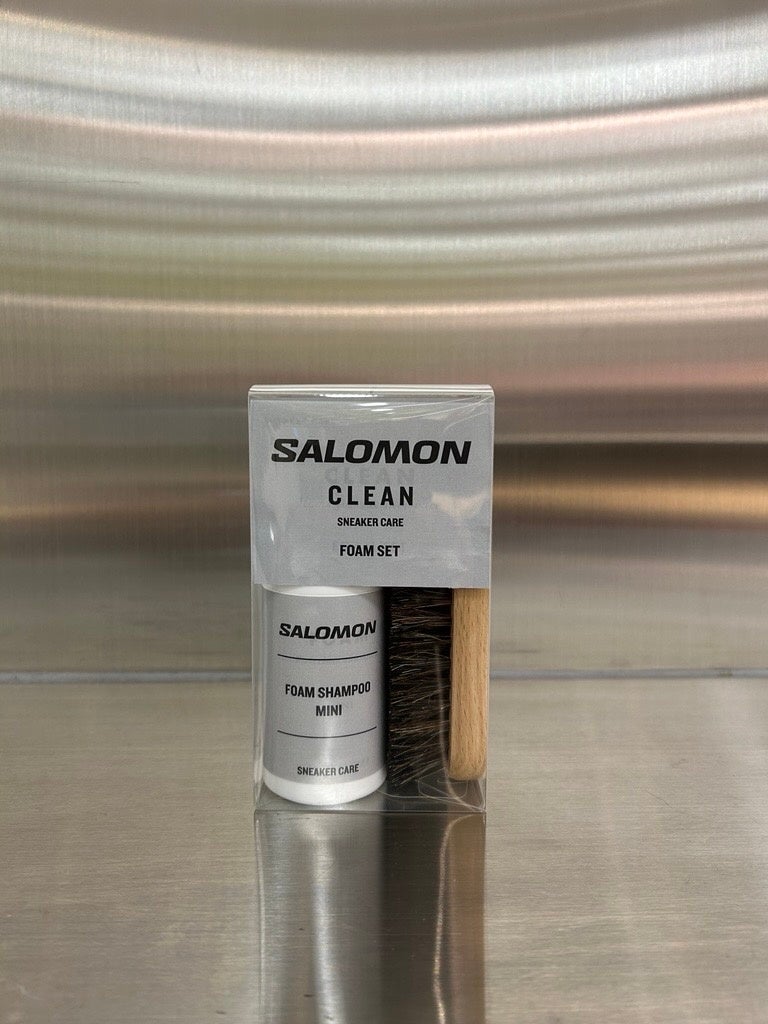 SALOMON
CLEAN
SNEAKER CARE
FOAM SET
SALOMON
FOAM SHAMPOO
MINI
SNEAKER CARE